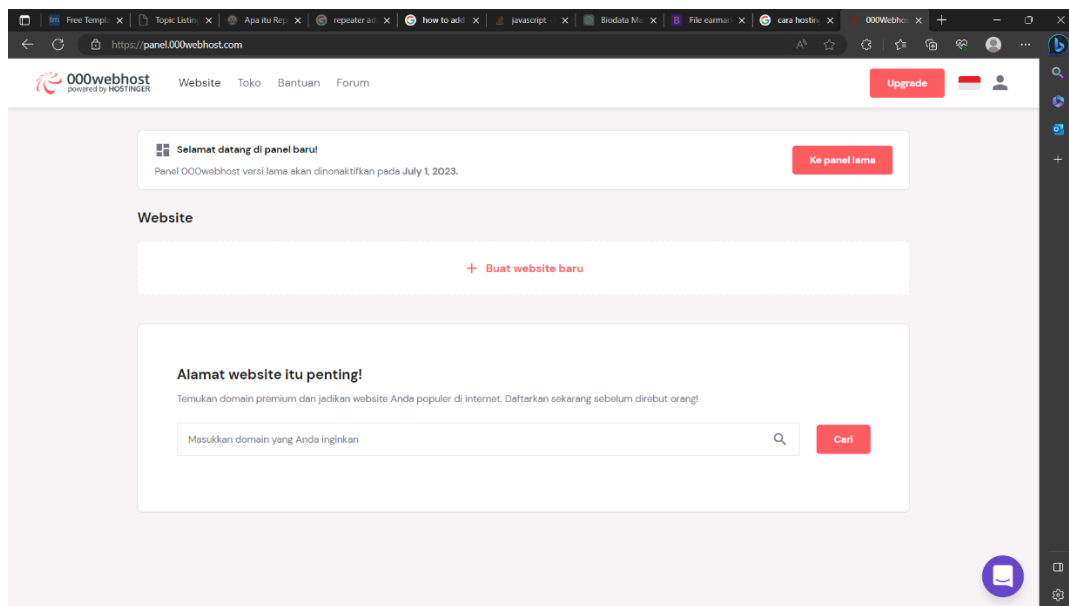 Free Templ
Topic Listin
Apa itu Rep
repeater ad
how to add
javascript -
Biodata Ma
File earmar
cara hostin
000Webhos
https://panel.000webhost.com
000webhost
powered by HOSTINGER
Website Toko Bantuan Forum
Upgrade
Selamat datang di panel baru!
Panel 000webhost versi lama akan dinonaktifkan pada July 1, 2023.
Ke panel lama
Website
+ Buat website baru
Alamat website itu penting!
Temukan domain premium dan jadikan website Anda populer di internet. Daftarkan sekarang sebelum direbut orang!
Masukkan domain yang Anda inginkan
Cari